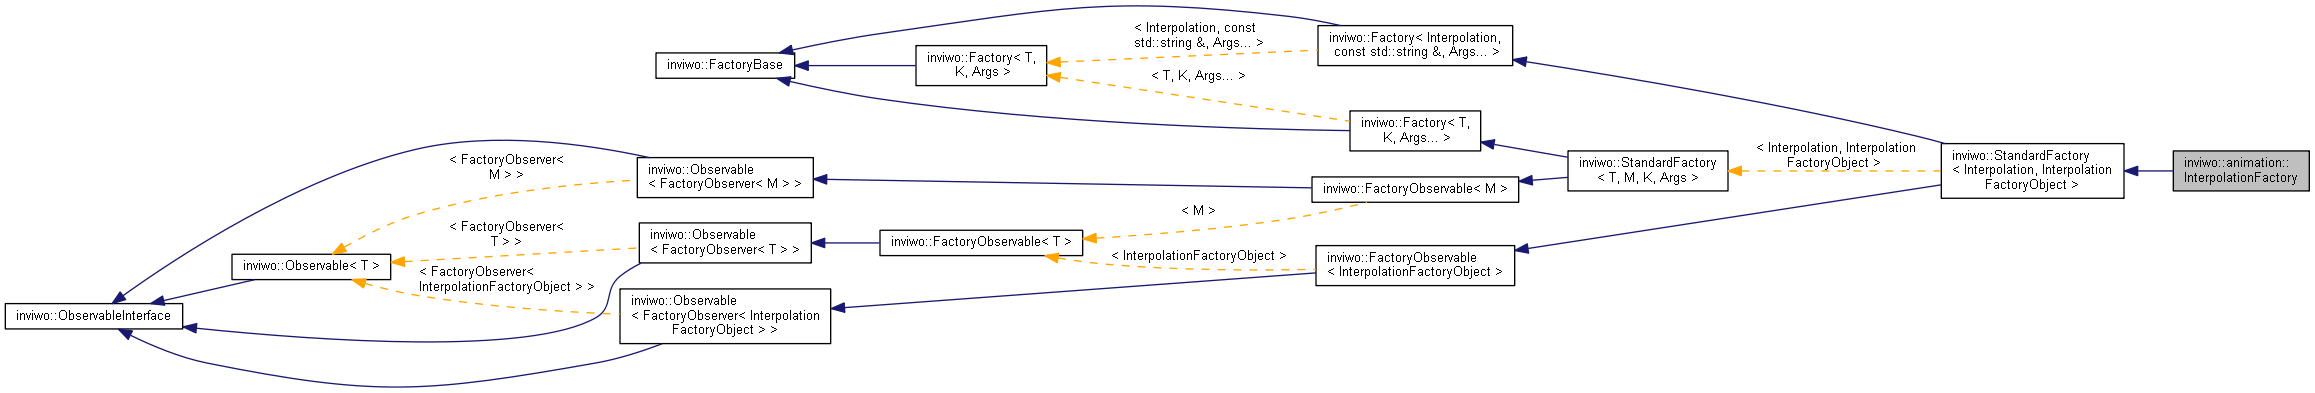 inviwo::FactoryBase
inviwo::Factory< T,
K, Args >
< Interpolation, const
std::string &, Args... >
< T, K, Args... >
inviwo::Factory< Interpolation,
const std::string &, Args... >
inviwo::Factory< T,
K, Args... >
inviwo::StandardFactory
< T, M, K, Args >
< Interpolation, Interpolation
FactoryObject >
inviwo::StandardFactory
< Interpolation, Interpolation
FactoryObject >
inviwo::animation::
InterpolationFactory
< FactoryObserver<
M > >
inviwo::Observable
< FactoryObserver< M > >
inviwo::FactoryObservable< M >
< FactoryObserver<
T > >
inviwo::Observable
< FactoryObserver< T > >
inviwo::FactoryObservable< T >
< M >
< InterpolationFactoryObject >
inviwo::FactoryObservable
< InterpolationFactoryObject >
inviwo::Observable< T >
< FactoryObserver<
InterpolationFactoryObject > >
inviwo::Observable
< FactoryObserver< Interpolation
FactoryObject > >
inviwo::ObservableInterface